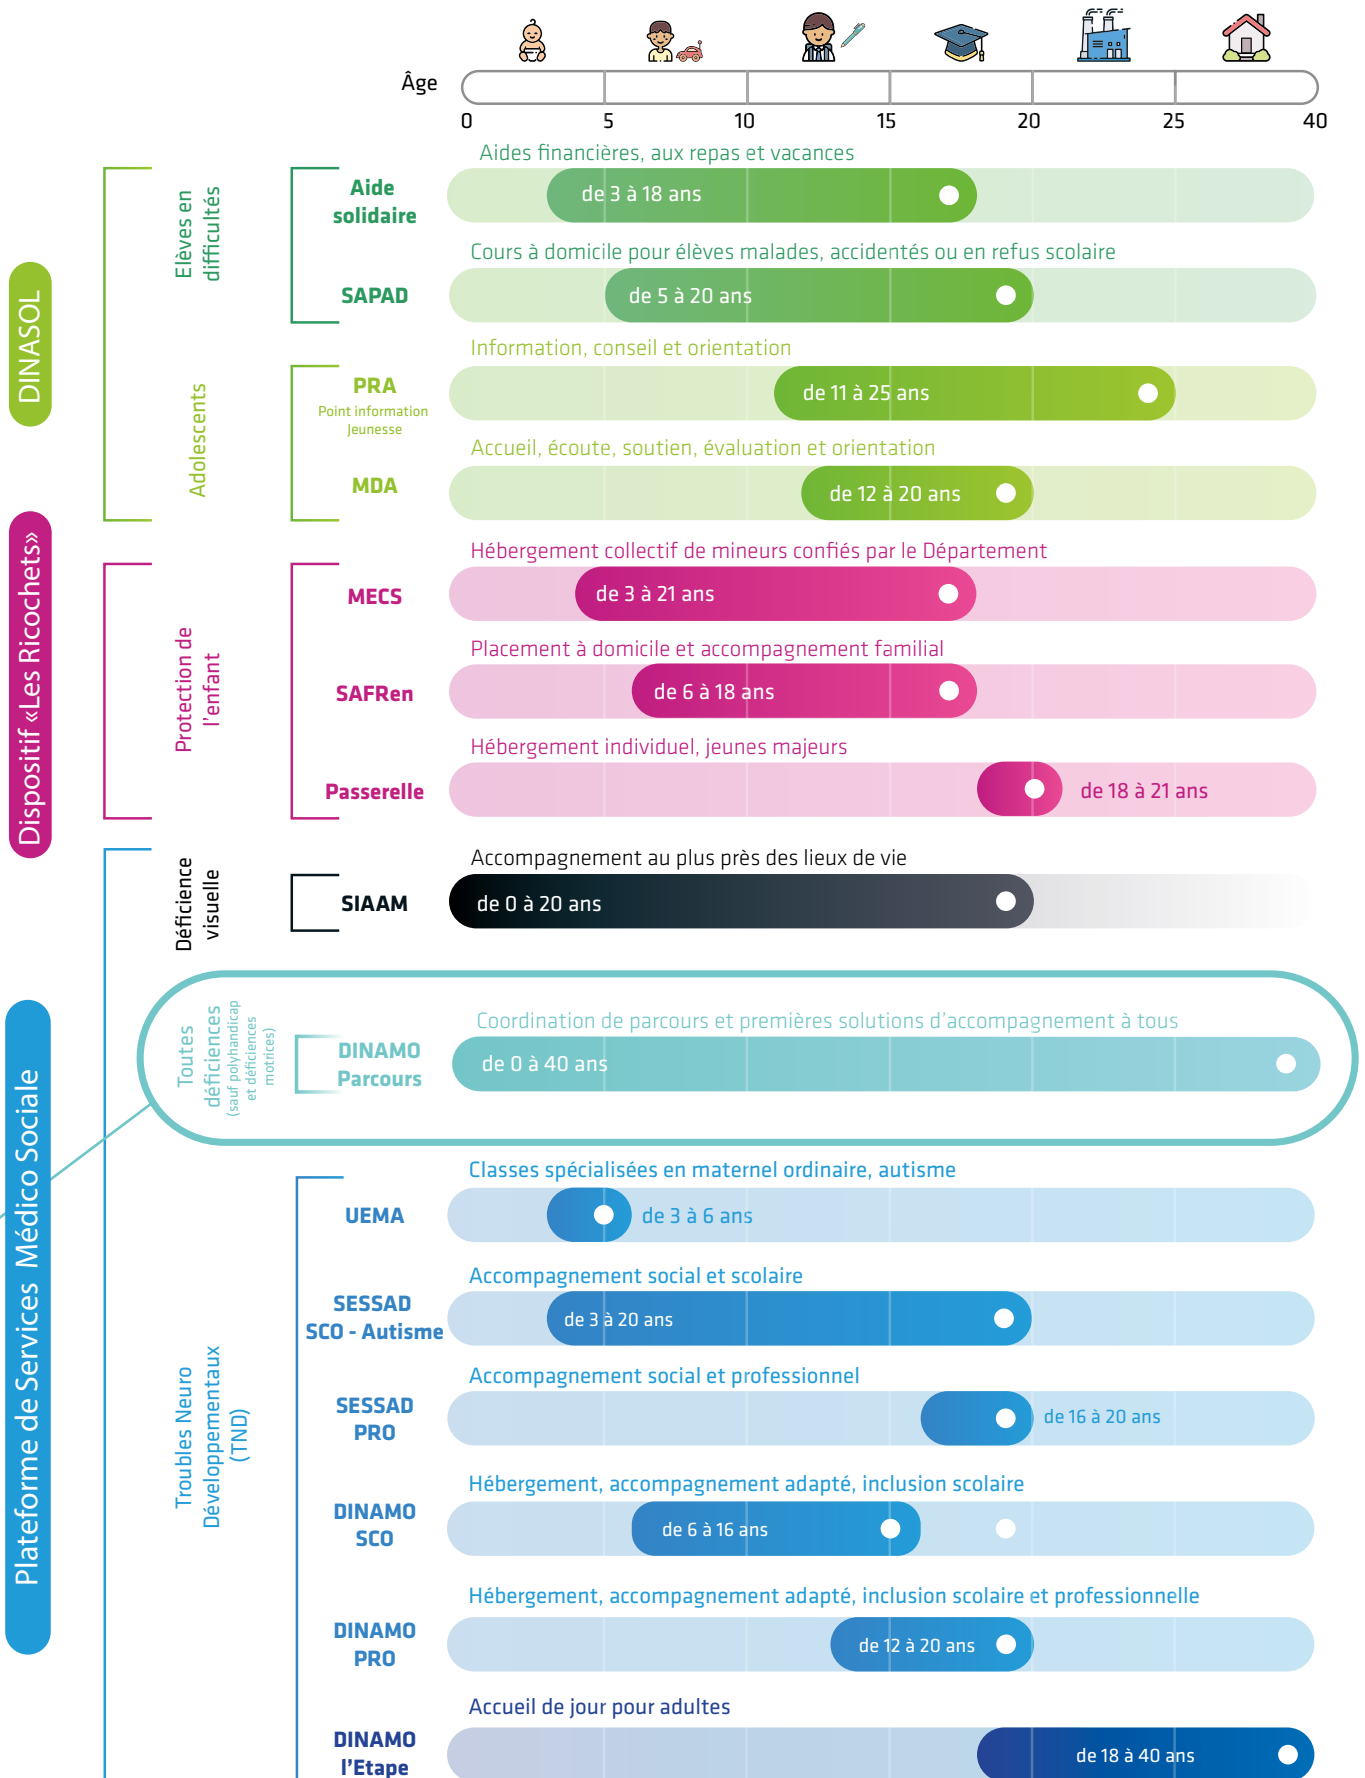 Âge
0 5 10 15 20 25 40
DINASOL
Elèves en
difficultés
Aides financières, aux repas et vacances
Aide
solidaire
de 3 à 18 ans
Cours à domicile pour élèves malades, accidentés ou en refus scolaire
SAPAD
de 5 à 20 ans
Adolescents
Information, conseil et orientation
PRA
Point information
Jeunesse
de 11 à 25 ans
Accueil, écoute, soutien, évaluation et orientation
MDA
de 12 à 20 ans
Dispositif «Les Ricochets»
Protection de
l'enfant
Hébergement collectif de mineurs confiés par le Département
MECS
de 3 à 21 ans
Placement à domicile et accompagnement familial
SAFRen
de 6 à 18 ans
Hébergement individuel, jeunes majeurs
Passerelle
de 18 à 21 ans
Plateforme de Services Médico Sociale
Déficience
visuelle
Accompagnement au plus près des lieux de vie
SIAAM
de 0 à 20 ans
Toutes
déficiences
(sauf polyhandicap
et déficiences
motrices)
Coordination de parcours et premières solutions d'accompagnement à tous
DINAMO
Parcours
de 0 à 40 ans
Troubles Neuro
Développementaux
(TND)
Classes spécialisées en maternel ordinaire, autisme
UEMA
de 3 à 6 ans
Accompagnement social et scolaire
SESSAD
SCO - Autisme
de 3 à 20 ans
Accompagnement social et professionnel
SESSAD
PRO
de 16 à 20 ans
Hébergement, accompagnement adapté, inclusion scolaire
DINAMO
SCO
de 6 à 16 ans
Hébergement, accompagnement adapté, inclusion scolaire et professionnelle
DINAMO
PRO
de 12 à 20 ans
Accueil de jour pour adultes
DINAMO
l'Etape
de 18 à 40 ans